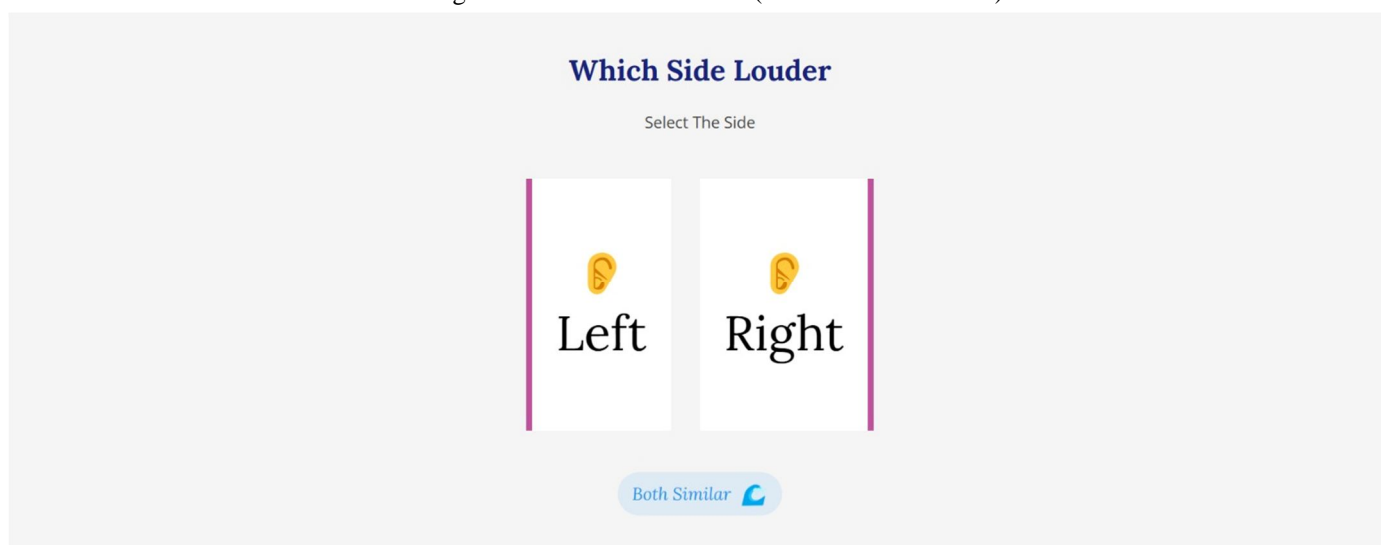 Which Side Louder
Select The Side
Left
Right
Both Similar